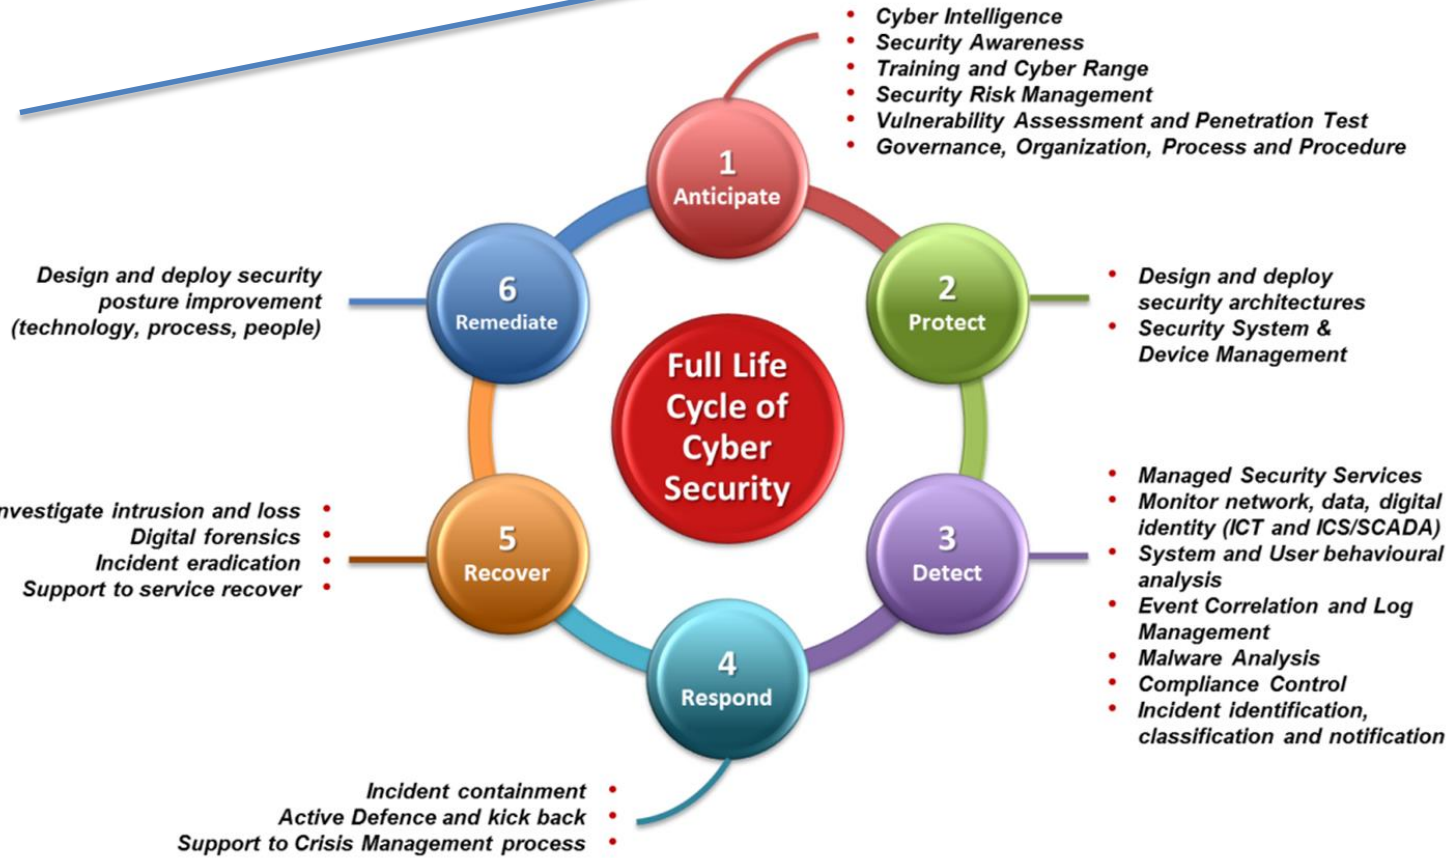 Cyber Intelligence
Security Awareness
Training and Cyber Range
Security Risk Management
Vulnerability Assessment and Penetration Test
Governance, Organization, Process and Procedure
1
Anticipate
2
Protect
Design and deploy
security architectures
Security System &
Device Management
3
Detect
Managed Security Services
Monitor network, data, digital
identity (ICT and ICS/SCADA)
System and User behavioural
analysis
Event Correlation and Log
Management
Malware Analysis
Compliance Control
Incident identification,
classification and notification
4
Respond
Incident containment
Active Defence and kick back
Support to Crisis Management process
5
Recover
nvestigate intrusion and loss
Digital forensics
Incident eradication
Support to service recover
6
Remediate
Design and deploy security
posture improvement
(technology, process, people)
Full Life
Cycle of
Cyber
Security